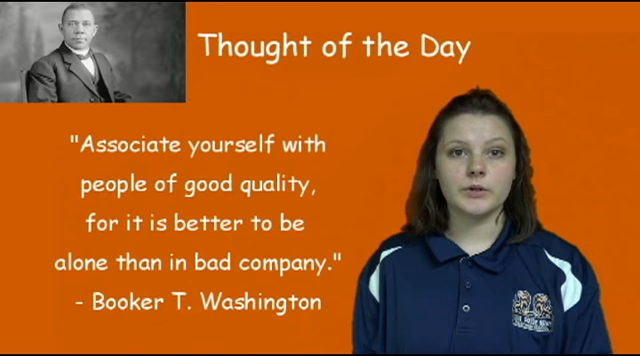 Thought of the Day
"Associate yourself with
people of good quality,
for it is better to be
alone than in bad company."
- Booker T. Washington